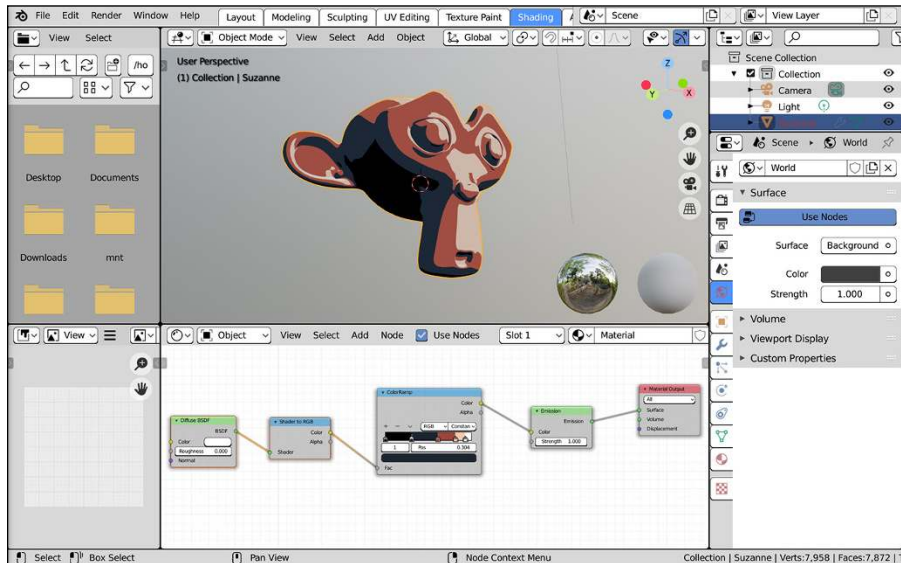 File Edit Render Window Help Layout Modeling Sculpting UV Editing Texture Paint Shading Scene View Layer
View Select Object Mode View Select Add Object Global
/ho
User Perspective
(1) Collection | Suzanne
Z
Y
X
Desktop Documents
Downloads mnt
Scene Collection
Collection
Camera
Light
Scene World
World
Surface
Use Nodes
Surface Background
Color
Strength 1.000
Volume
Viewport Display
Custom Properties
View Object View Select Add Node Use Nodes Slot 1 Material
Diffuse BSDF
BSDF
Color
Roughness 0.000
Normal
Shader to RGB
Color
Alpha
Shader
ColorRamp
Color
Alpha
RGB Constan
1 Pos 0.304
Fac
Emission
Emission
Color
Strength 1.000
Material Output
All
Surface
Volume
Displacement
Select Box Select Pan View Node Context Menu Collection | Suzanne | Verts:7,958 | Faces:7,872 |